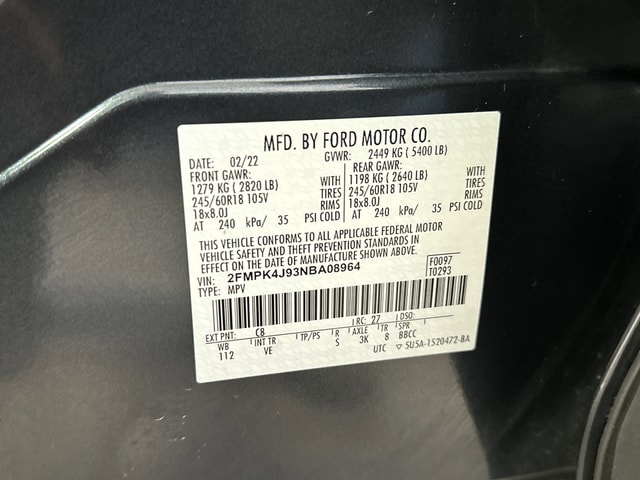 MFD. BY FORD MOTOR CO.
DATE: 02/22 GVWR: 2449 KG ( 5400 LB)
FRONT GAWR: REAR GAWR:
1279 KG ( 2820 LB) WITH 1198 KG ( 2640 LB) WITH
245/60R18 105V TIRES 245/60R18 105V TIRES
18x8.0J RIMS 18x8.0J RIMS
AT 240 kPa/ 35 PSI COLD AT 240 kPa/ 35 PSI COLD
THIS VEHICLE CONFORMS TO ALL APPLICABLE FEDERAL MOTOR
VEHICLE SAFETY AND THEFT PREVENTION STANDARDS IN
EFFECT ON THE DATE OF MANUFACTURE SHOWN ABOVE.
VIN: 2FMPK4J93NBA08964 F0097
TYPE: MPV T0293
EXT PNT: C8 RC: 27 DSO:
WB INT TR TP/PS R AXLE TR SPR
112 VE S 3K 8 BBCC
UTC ▽ 5U5A-1520472-BA